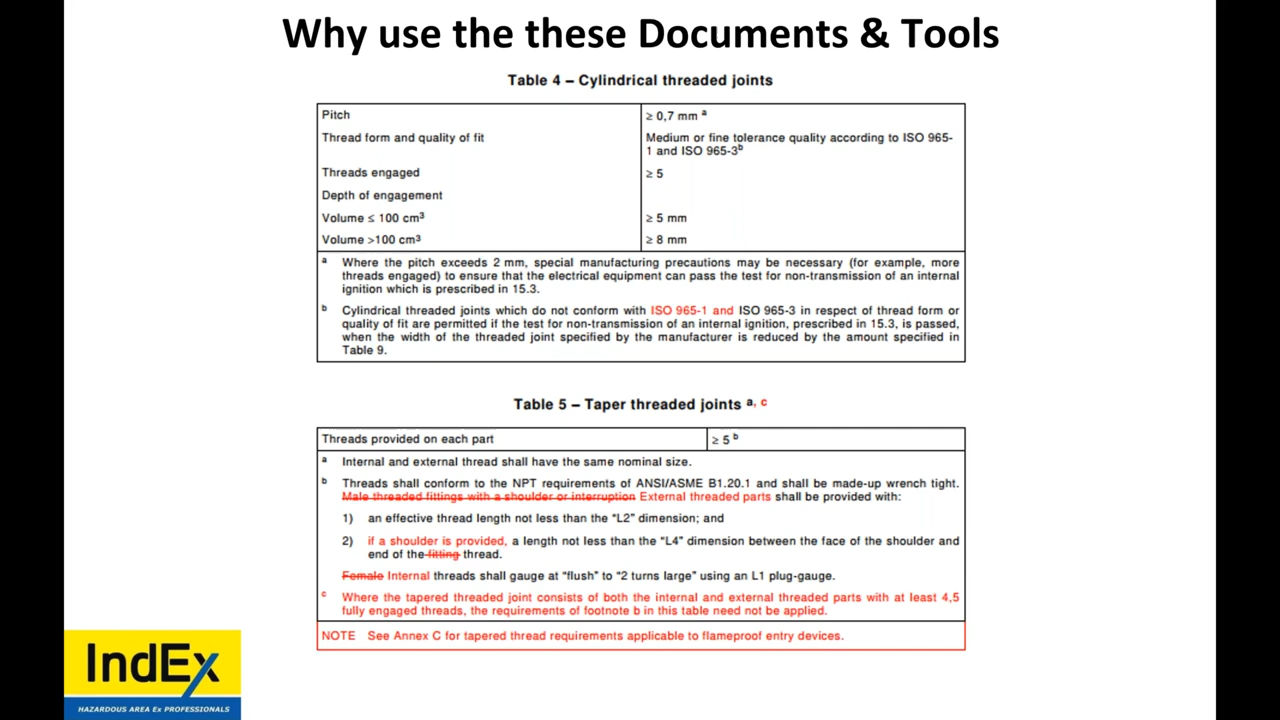 Why use the these Documents & Tools
Table 4 – Cylindrical threaded joints
Pitch
≥ 0,7 mm a
Thread form and quality of fit
Medium or fine tolerance quality according to ISO 965-
1 and ISO 965-3b
Threads engaged
≥ 5
Depth of engagement
Volume ≤ 100 cm3
≥ 5 mm
Volume >100 cm3
≥ 8 mm
a Where the pitch exceeds 2 mm, special manufacturing precautions may be necessary (for example, more
threads engaged) to ensure that the electrical equipment can pass the test for non-transmission of an internal
ignition which is prescribed in 15.3.
b Cylindrical threaded joints which do not conform with ISO 965-1 and ISO 965-3 in respect of thread form or
quality of fit are permitted if the test for non-transmission of an internal ignition, prescribed in 15.3, is passed,
when the width of the threaded joint specified by the manufacturer is reduced by the amount specified in
Table 9.
Table 5 – Taper threaded joints a, c
Threads provided on each part
≥ 5 b
a Internal and external thread shall have the same nominal size.
b Threads shall conform to the NPT requirements of ANSI/ASME B1.20.1 and shall be made-up wrench tight.
Male threaded fittings with a shoulder or interruption External threaded parts shall be provided with:
1) an effective thread length not less than the “L2” dimension; and
2) if a shoulder is provided, a length not less than the “L4” dimension between the face of the shoulder and
end of the fitting thread.
Female Internal threads shall gauge at “flush” to “2 turns large” using an L1 plug-gauge.
c Where the tapered threaded joint consists of both the internal and external threaded parts with at least 4,5
fully engaged threads, the requirements of footnote b in this table need not be applied.
NOTE See Annex C for tapered thread requirements applicable to flameproof entry devices.
IndEx
HAZARDOUS AREA Ex PROFESSIONALS